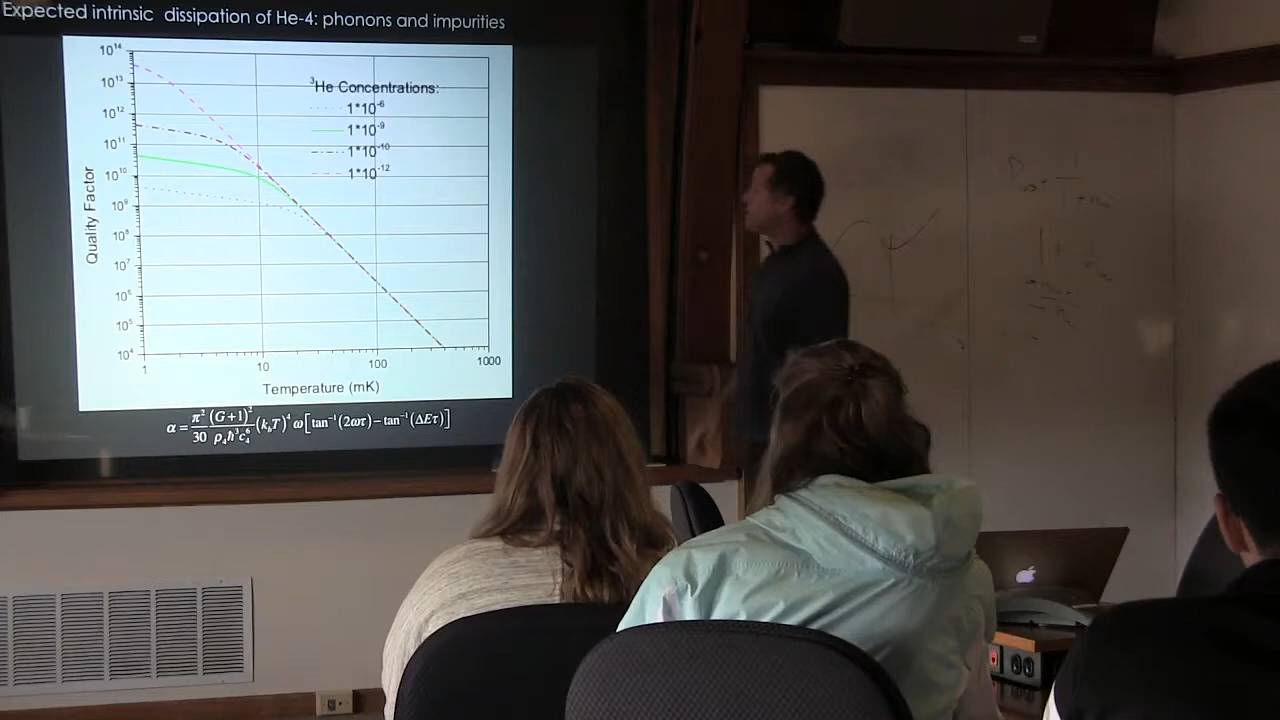 Expected intrinsic dissipation of He-4: phonons and impurities
10¹⁴
10¹³
10¹²
10¹¹
10¹⁰
10⁹
10⁸
10⁷
10⁶
10⁵
10⁴
Quality Factor
³He Concentrations:
1*10⁻⁶
1*10⁻⁹
1*10⁻¹⁰
1*10⁻¹²
1 10 100 1000
Temperature (mK)
α = π²/30 (G+1)²/ρ₄ħ³c₄⁶ (k_bT)⁴ ω[tan⁻¹(2ωτ)−tan⁻¹(ΔEτ)]